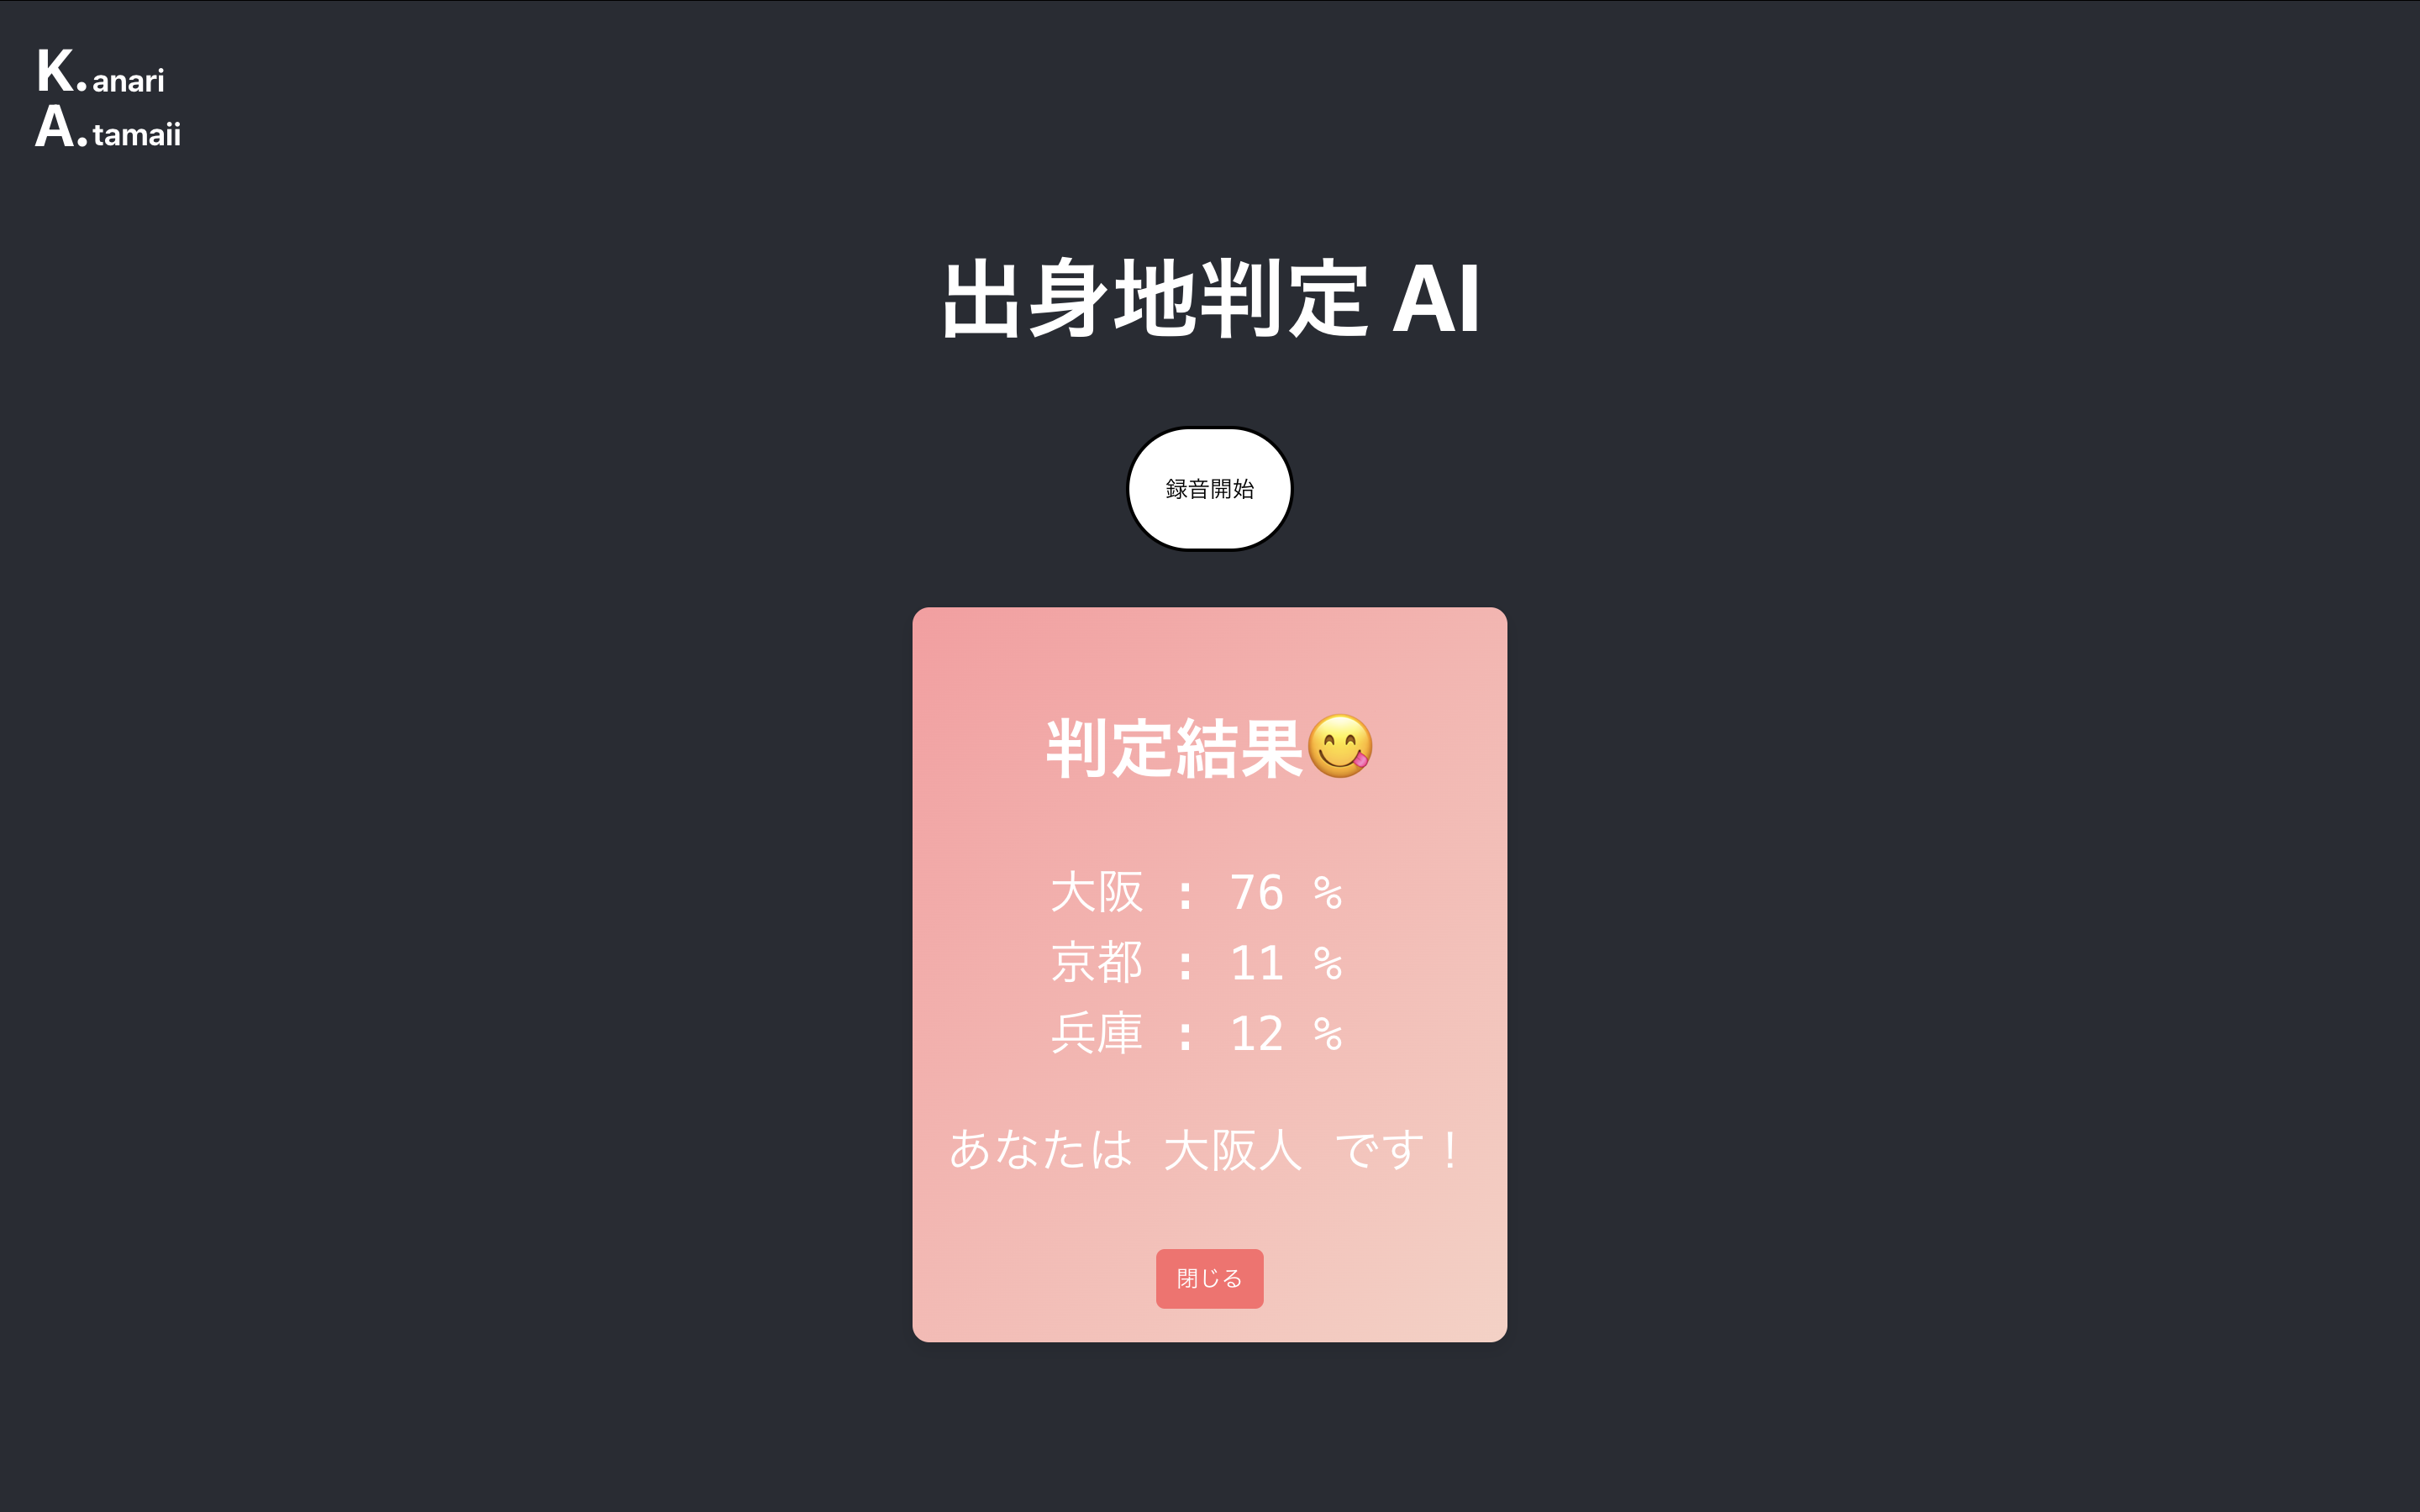 K.anari
A.tamaii
出身地判定 AI
録音開始
判定結果😋
大阪 : 76 %
京都 : 11 %
兵庫 : 12 %
あなたは 大阪人 です！
閉じる